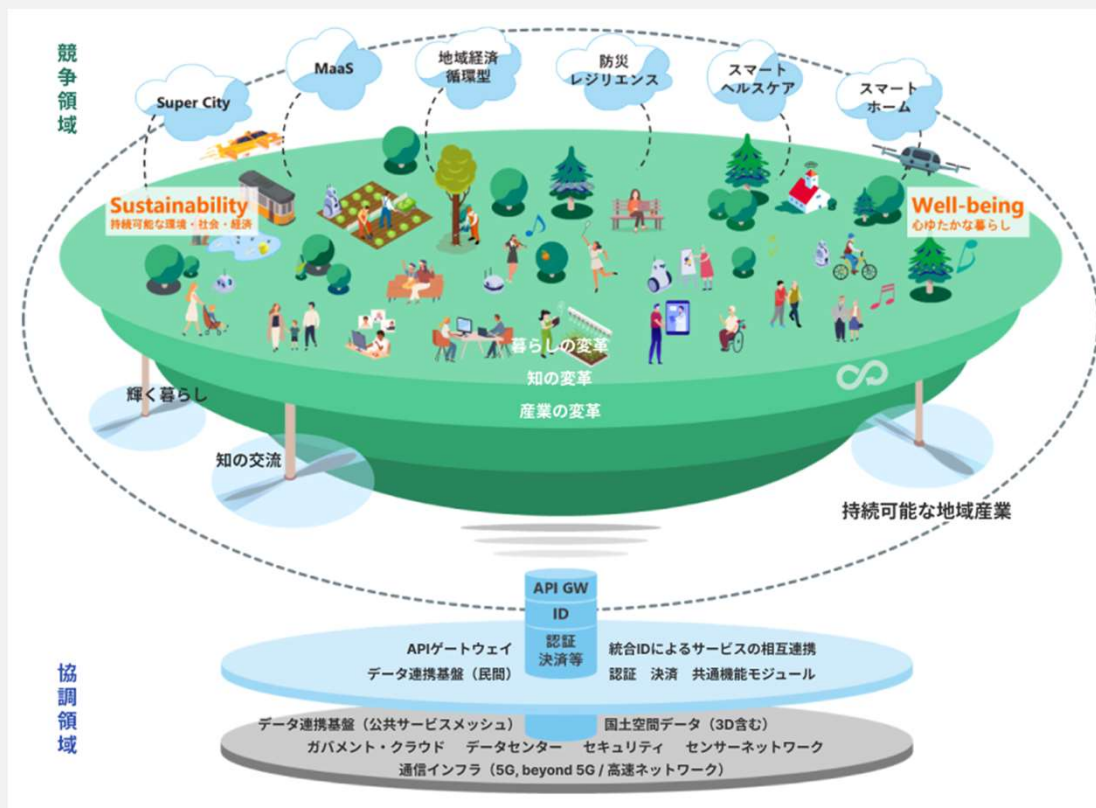 競争領域
Super City
MaaS
地域経済
循環型
防災
レジリエンス
スマート
ヘルスケア
スマート
ホーム
Sustainability
持続可能な環境・社会・経済
Well-being
心ゆたかな暮らし
暮らしの変革
知の変革
産業の変革
輝く暮らし
知の交流
持続可能な地域産業
協調領域
API GW
ID
認証
決済等
APIゲートウェイ
統合IDによるサービスの相互連携
データ連携基盤（民間）
認証　決済　共通機能モジュール
データ連携基盤（公共サービスメッシュ）
国土空間データ（3D含む）
ガバメント・クラウド　データセンター　セキュリティ　センサーネットワーク
通信インフラ（5G, beyond 5G / 高速ネットワーク）